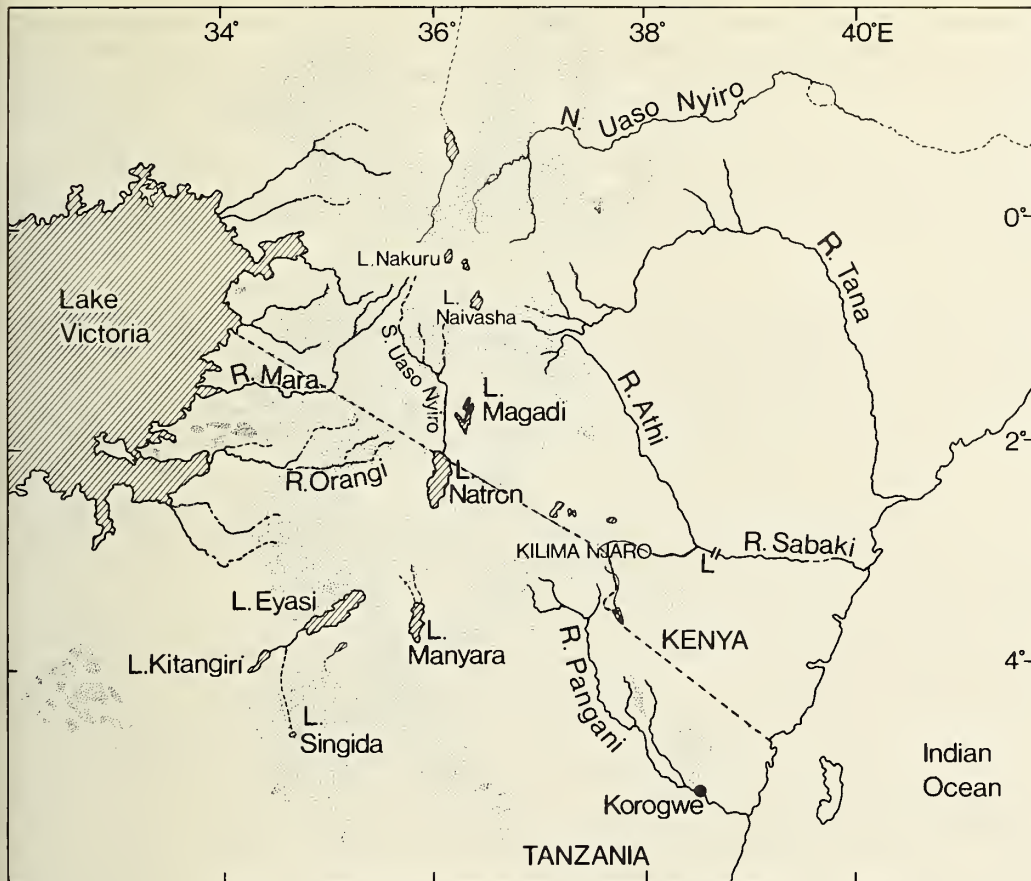 34° 36° 38° 40°E
N. Uaso Nyiro
0°
L.Nakuru
R. Tana
Lake
Victoria
L.
Naivasha
S. Uaso Nyiro
R. Mara
L.
Magadi
R. Athi
2°
R.Orangi
L.
Natron
KILIMA NJARO
R. Sabaki
L
L.Eyasi
L.
Manyara
KENYA
L.Kitangiri
4°
R. Pangani
L.
Singida
Indian
Ocean
Korogwe
TANZANIA